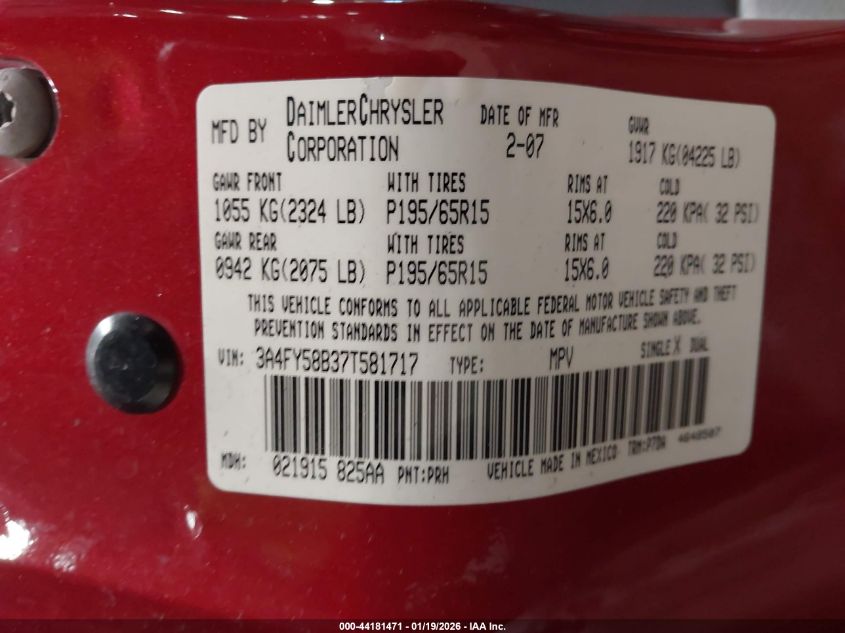 MFD BY DAIMLERCHRYSLER CORPORATION DATE OF MFR 2-07 GVWR 1917 KG(04225 LB)
GAWR FRONT WITH TIRES RIMS AT COLD
1055 KG(2324 LB) P195/65R15 15X6.0 220 KPA( 32 PSI)
GAWR REAR WITH TIRES RIMS AT COLD
0942 KG(2075 LB) P195/65R15 15X6.0 220 KPA( 32 PSI)
THIS VEHICLE CONFORMS TO ALL APPLICABLE FEDERAL MOTOR VEHICLE SAFETY AND THEFT
PREVENTION STANDARDS IN EFFECT ON THE DATE OF MANUFACTURE SHOWN ABOVE.
VIN: 3A4FY58B37T581717 TYPE: MPV SINGLE X DUAL
MDH: 021915 825AA PNT:PRH VEHICLE MADE IN MEXICO TRM:P7DA 4648507
000-44181471 - 01/19/2026 - IAA Inc.